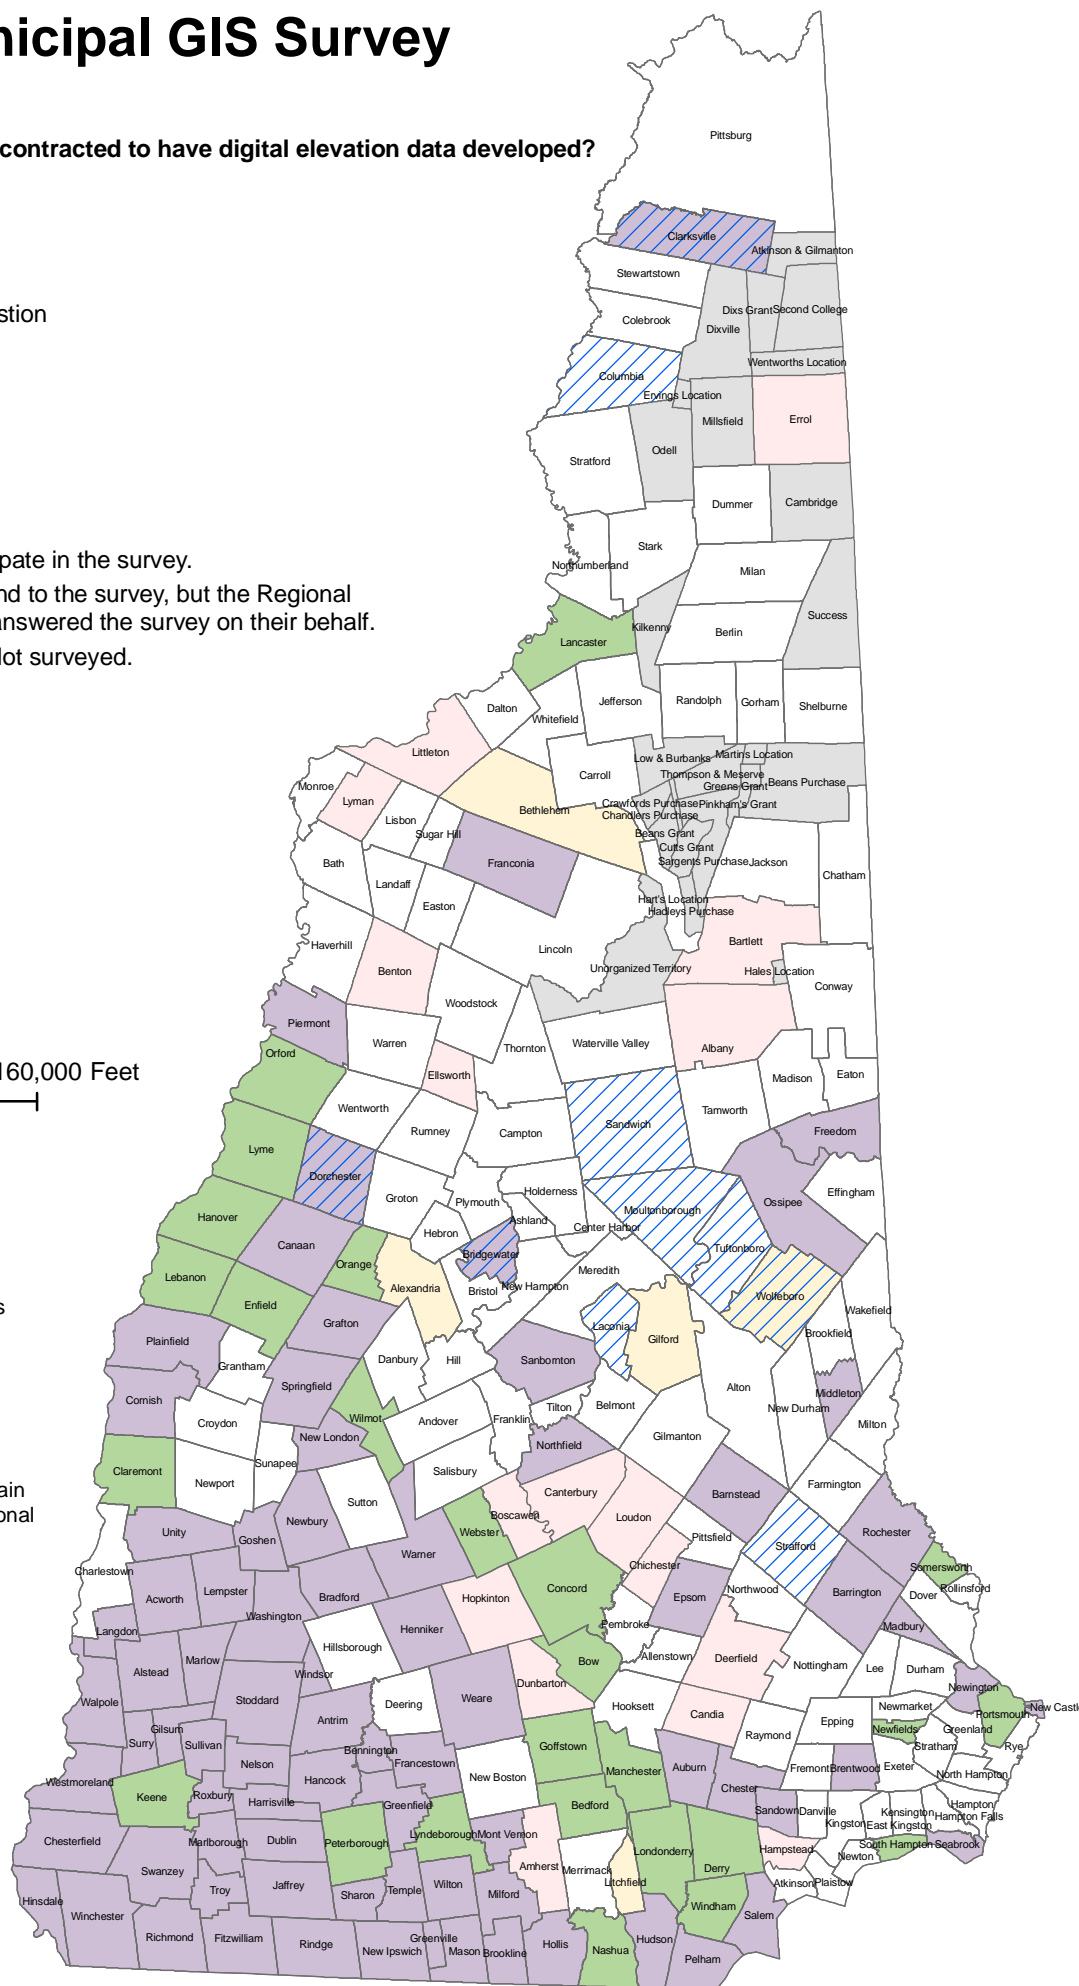 nicipal GIS Survey
contracted to have digital elevation data developed?
stion
pate in the survey.
nd to the survey, but the Regional
answered the survey on their behalf.
lot surveyed.
160,000 Feet
s
ain
onal
Pittsburg
Clarksville
Atkinson & Gilmanton
Stewartstown
Dixs Grant
Second College
Colebrook
Dixville
Wentworths Location
Columbia
Ervings Location
Millsfield
Errol
Odell
Stratford
Dummer
Cambridge
Stark
Northumberland
Milan
Success
Kilkenny
Berlin
Lancaster
Jefferson
Randolph
Gorham
Shelburne
Dalton
Whitefield
Littleton
Low & Burbanks
Martins Location
Carroll
Thompson & Meserve
Beans Purchase
Greens Grant
Monroe
Lyman
Bethlehem
Crawfords Purchase
Pinkham's Grant
Chandlers Purchase
Lisbon
Sugar Hill
Beans Grant
Cutts Grant
Bath
Franconia
Sargents Purchase
Jackson
Chatham
Landaff
Easton
Hart's Location
Hadleys Purchase
Haverhill
Lincoln
Bartlett
Benton
Unorganized Territory
Hales Location
Conway
Woodstock
Piermont
Warren
Thornton
Waterville Valley
Albany
Orford
Ellsworth
Madison
Eaton
Wentworth
Rumney
Campton
Sandwich
Tamworth
Freedom
Lyme
Dorchester
Groton
Plymouth
Holderness
Moultonborough
Ossipee
Effingham
Hanover
Canaan
Hebron
Ashland
Center Harbor
Tuftonboro
Bridgewater
Orange
Lebanon
Alexandria
Bristol
New Hampton
Meredith
Wolfeboro
Enfield
Wakefield
Grafton
Laconia
Gilford
Brookfield
Plainfield
Grantham
Danbury
Hill
Sanbornton
Springfield
Alton
Middleton
Cornish
Croydon
Wilmot
Andover
Franklin
Tilton
Belmont
New Durham
Milton
New London
Northfield
Gilmanton
Claremont
Newport
Sunapee
Salisbury
Farmington
Sutton
Canterbury
Barnstead
Boscawen
Loudon
Newbury
Webster
Pittsfield
Rochester
Unity
Goshen
Warner
Strafford
Chichester
Somersworth
Charlestown
Lempster
Concord
Northwood
Rollinsford
Acworth
Bradford
Hopkinton
Epsom
Barrington
Dover
Washington
Langdon
Henniker
Pembroke
Madbury
Hillsborough
Allenstown
Deerfield
Nottingham
Lee
Durham
Alstead
Marlow
Windsor
Bow
Dunbarton
Newington
Walpole
Stoddard
Deering
Weare
Hooksett
Candia
Newmarket
New Castle
Portsmouth
Antrim
Raymond
Epping
Newfields
Greenland
Gilsum
Surry
Sullivan
Bennington
Goffstown
Stratham
Rye
Francestown
Nelson
Auburn
Fremont
Brentwood
Exeter
North Hampton
Westmoreland
Hancock
New Boston
Manchester
Chester
Keene
Roxbury
Harrisville
Greenfield
Bedford
Sandown
Danville
Kensington
Hampton
Hampton Falls
Kingston
East Kingston
Chesterfield
Marlborough
Dublin
Peterborough
Lyndeborough
Mont Vernon
Londonderry
Hampstead
South Hampton
Seabrook
Newton
Swanzey
Amherst
Merrimack
Derry
Litchfield
Atkinson
Plaistow
Troy
Jaffrey
Sharon
Temple
Wilton
Milford
Hinsdale
Winchester
Windham
Salem
Richmond
Fitzwilliam
Rindge
New Ipswich
Greenville
Mason
Brookline
Hollis
Nashua
Hudson
Pelham